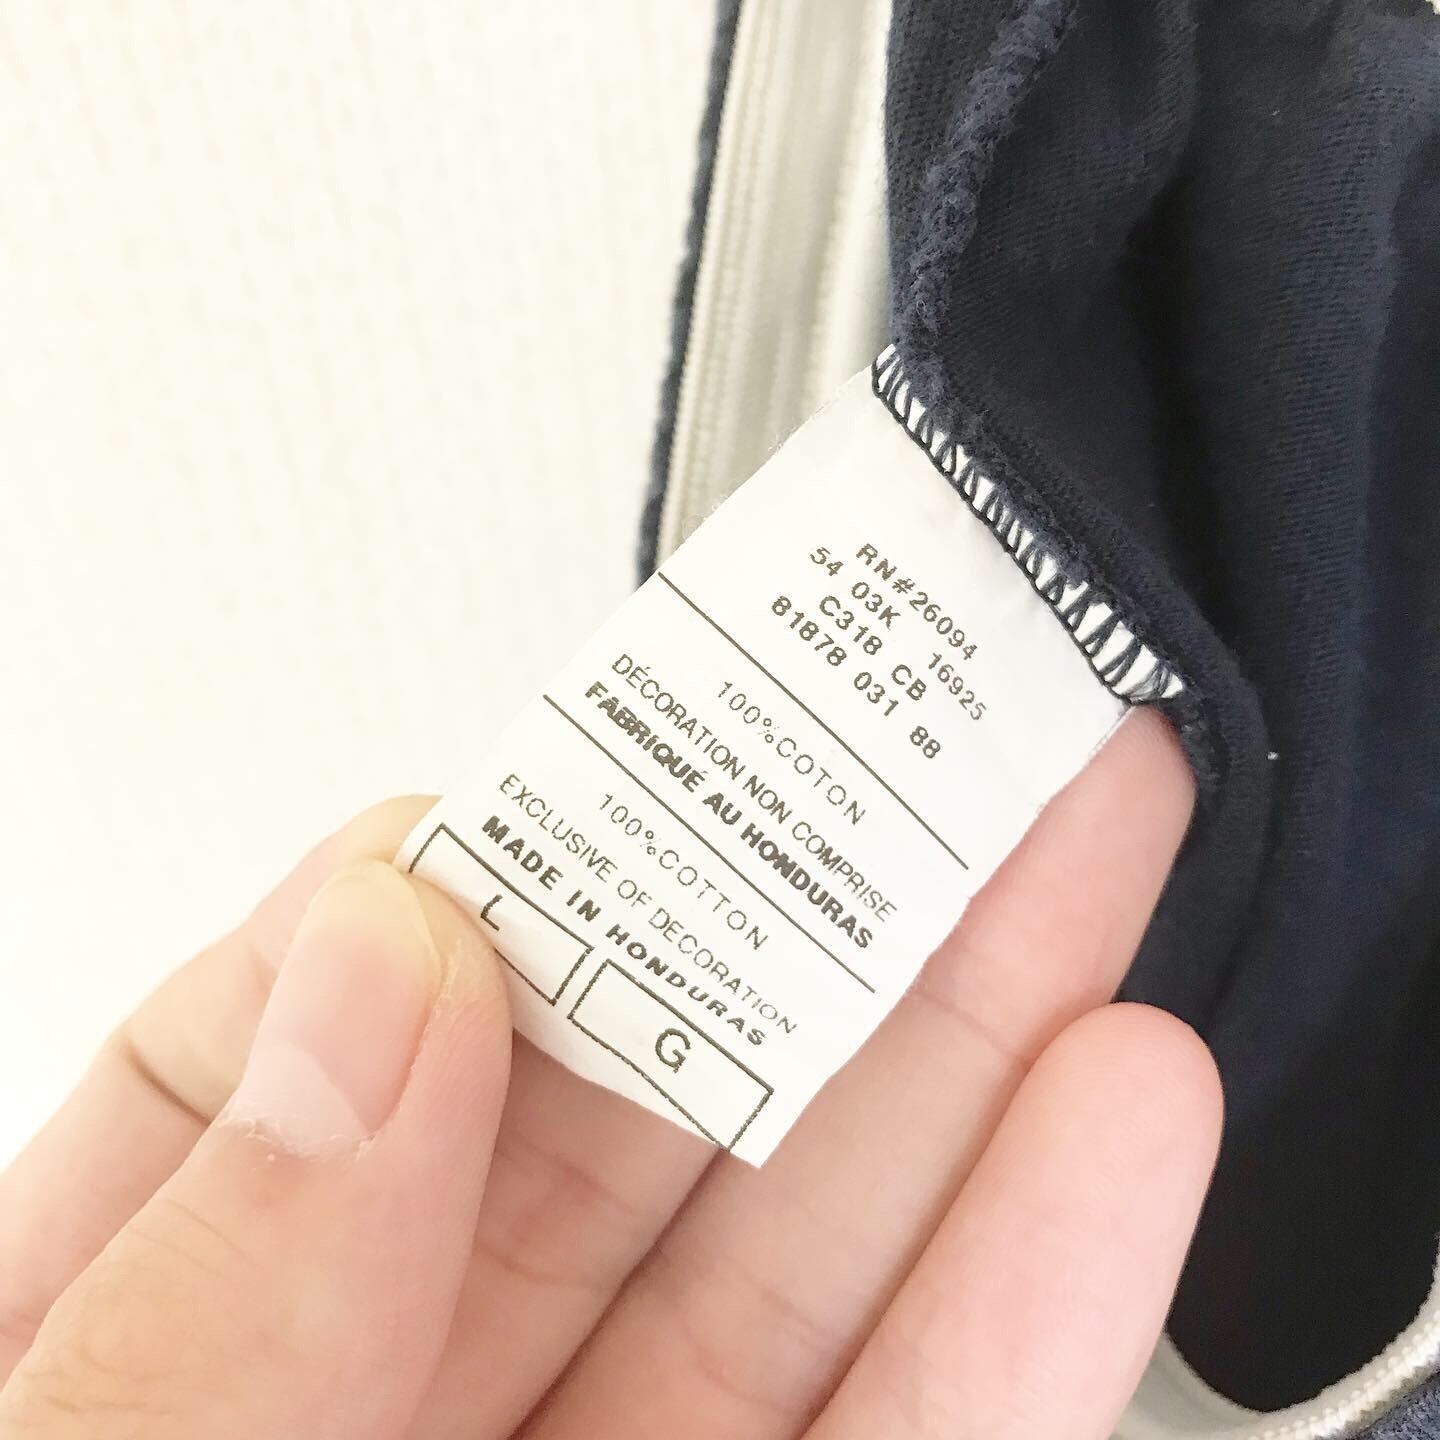 RN#26094
54 03K 16925
C318 CB
81878 031 88
100%COTON
DÉCORATION NON COMPRISE
FABRIQUÉ AU HONDURAS
100%COTTON
EXCLUSIVE OF DECORATION
MADE IN HONDURAS
L
G